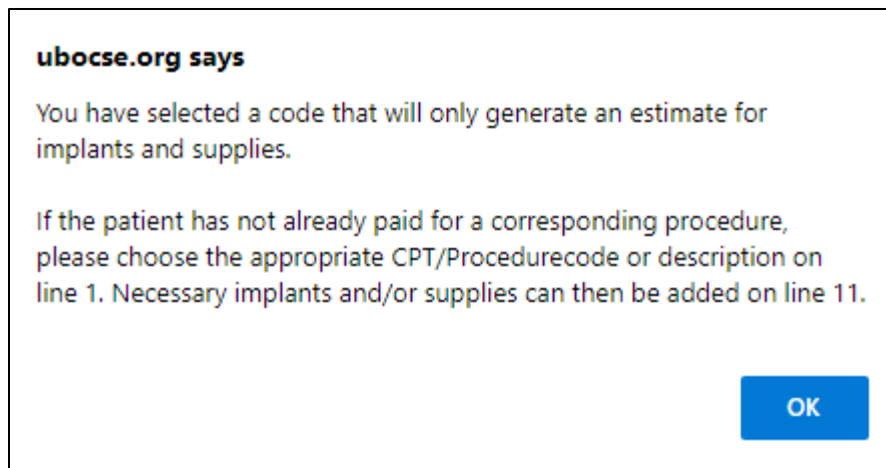 ubocse.org says
You have selected a code that will only generate an estimate for
implants and supplies.
If the patient has not already paid for a corresponding procedure,
please choose the appropriate CPT/Procedurecode or description on
line 1. Necessary implants and/or supplies can then be added on line 11.
OK